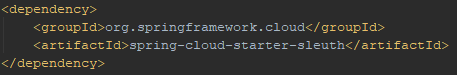 <dependency>
<groupId>org.springframework.cloud</groupId>
<artifactId>spring-cloud-starter-sleuth</artifactId>
</dependency>